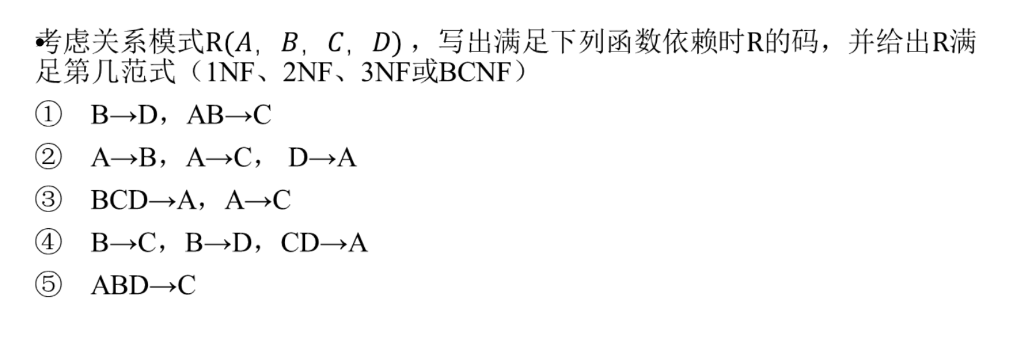 •考虑关系模式R(A, B, C, D)，写出满足下列函数依赖时R的码，并给出R满
足第几范式（1NF、2NF、3NF或BCNF）
① B→D，AB→C
② A→B，A→C， D→A
③ BCD→A，A→C
④ B→C，B→D，CD→A
⑤ ABD→C